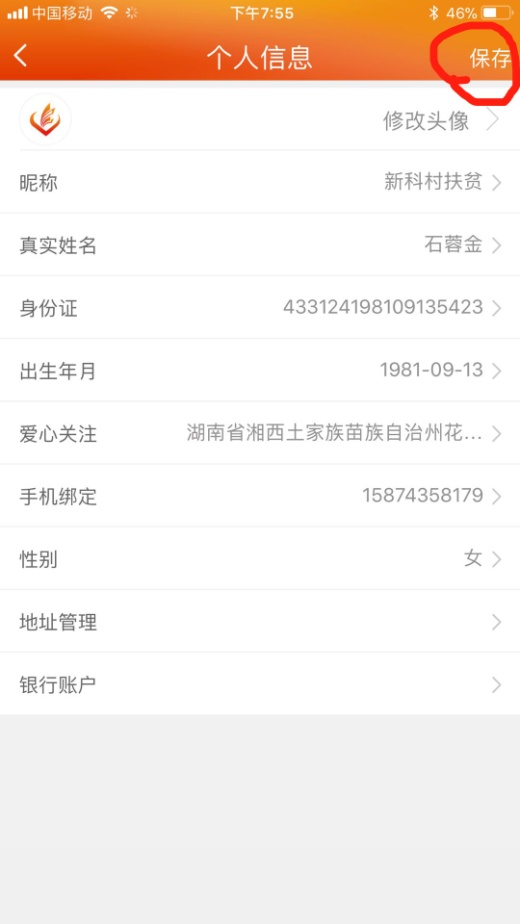 中国移动 下午7:55 46%
个人信息 保存
修改头像
昵称 新科村扶贫
真实姓名 石蓉金
身份证 433124198109135423
出生年月 1981-09-13
爱心关注 湖南省湘西土家族苗族自治州花...
手机绑定 15874358179
性别 女
地址管理
银行账户